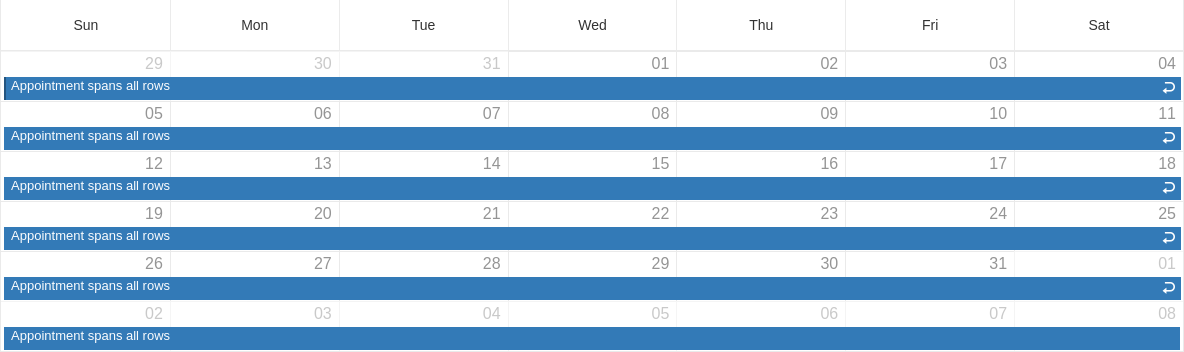 Sun Mon Tue Wed Thu Fri Sat
29 30 31 01 02 03 04
Appointment spans all rows
05 06 07 08 09 10 11
Appointment spans all rows
12 13 14 15 16 17 18
Appointment spans all rows
19 20 21 22 23 24 25
Appointment spans all rows
26 27 28 29 30 31 01
Appointment spans all rows
02 03 04 05 06 07 08
Appointment spans all rows